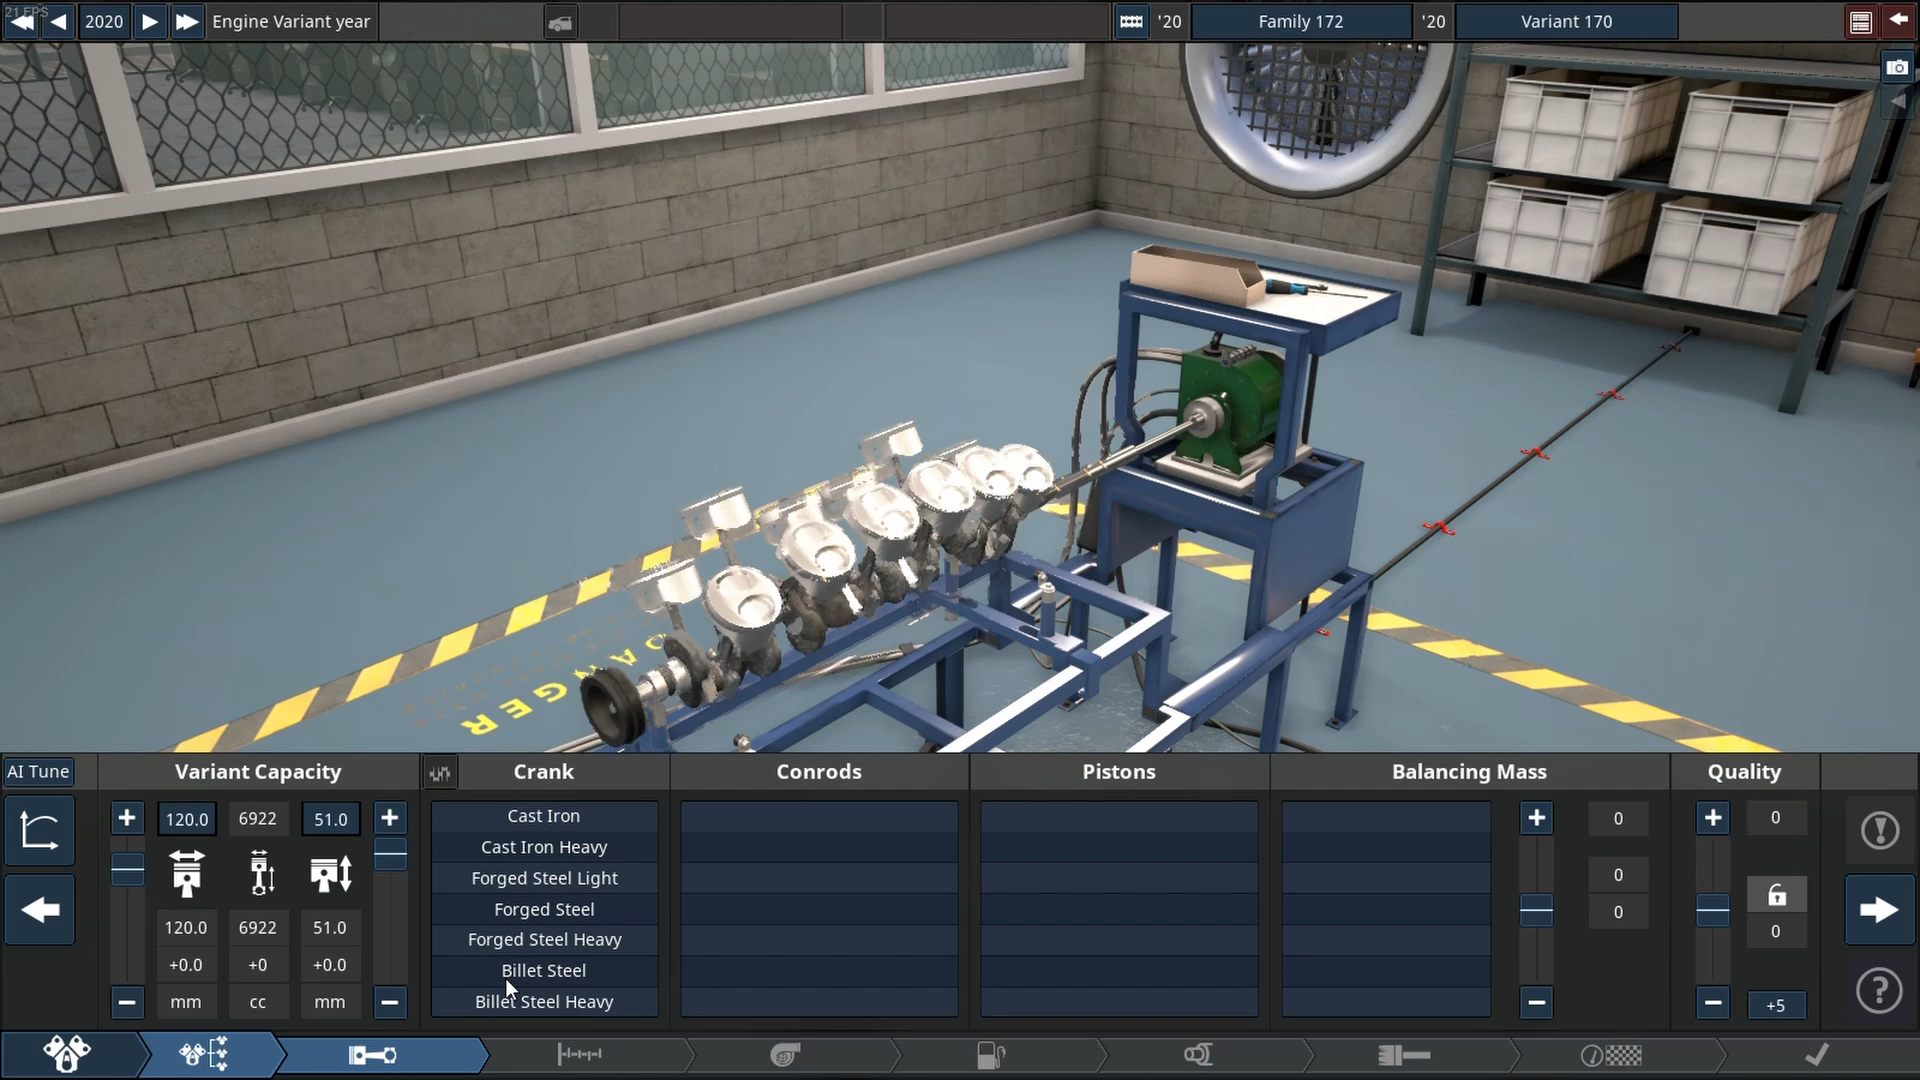 21 FPS
2020 Engine Variant year '20 Family 172 '20 Variant 170
DANGER
AI Tune Variant Capacity Crank Conrods Pistons Balancing Mass Quality
120.0 6922 51.0 Cast Iron 0 0
Cast Iron Heavy
Forged Steel Light 0
Forged Steel 0
120.0 6922 51.0 Forged Steel Heavy 0
+0.0 +0 +0.0 Billet Steel
mm cc mm Billet Steel Heavy +5